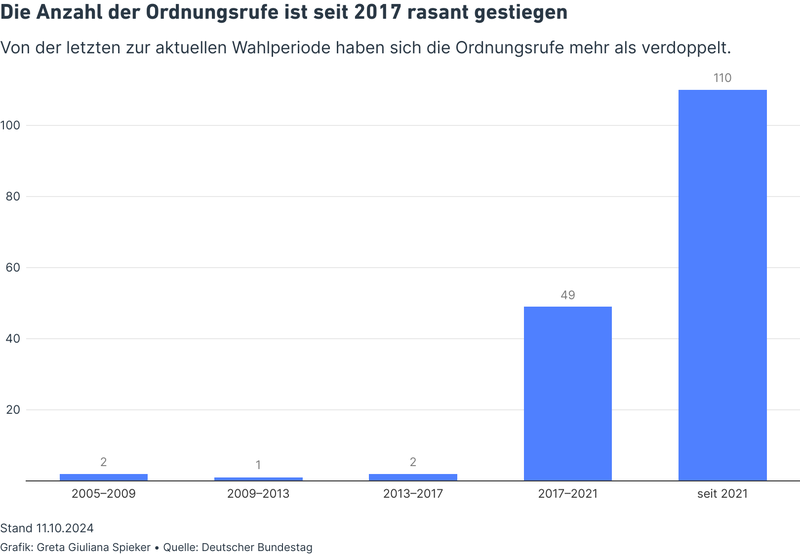 Die Anzahl der Ordnungsrufe ist seit 2017 rasant gestiegen
Von der letzten zur aktuellen Wahlperiode haben sich die Ordnungsrufe mehr als verdoppelt.
110
100
80
60
49
40
20
2
1
2
2005–2009
2009–2013
2013–2017
2017–2021
seit 2021
Stand 11.10.2024
Grafik: Greta Giuliana Spieker • Quelle: Deutscher Bundestag